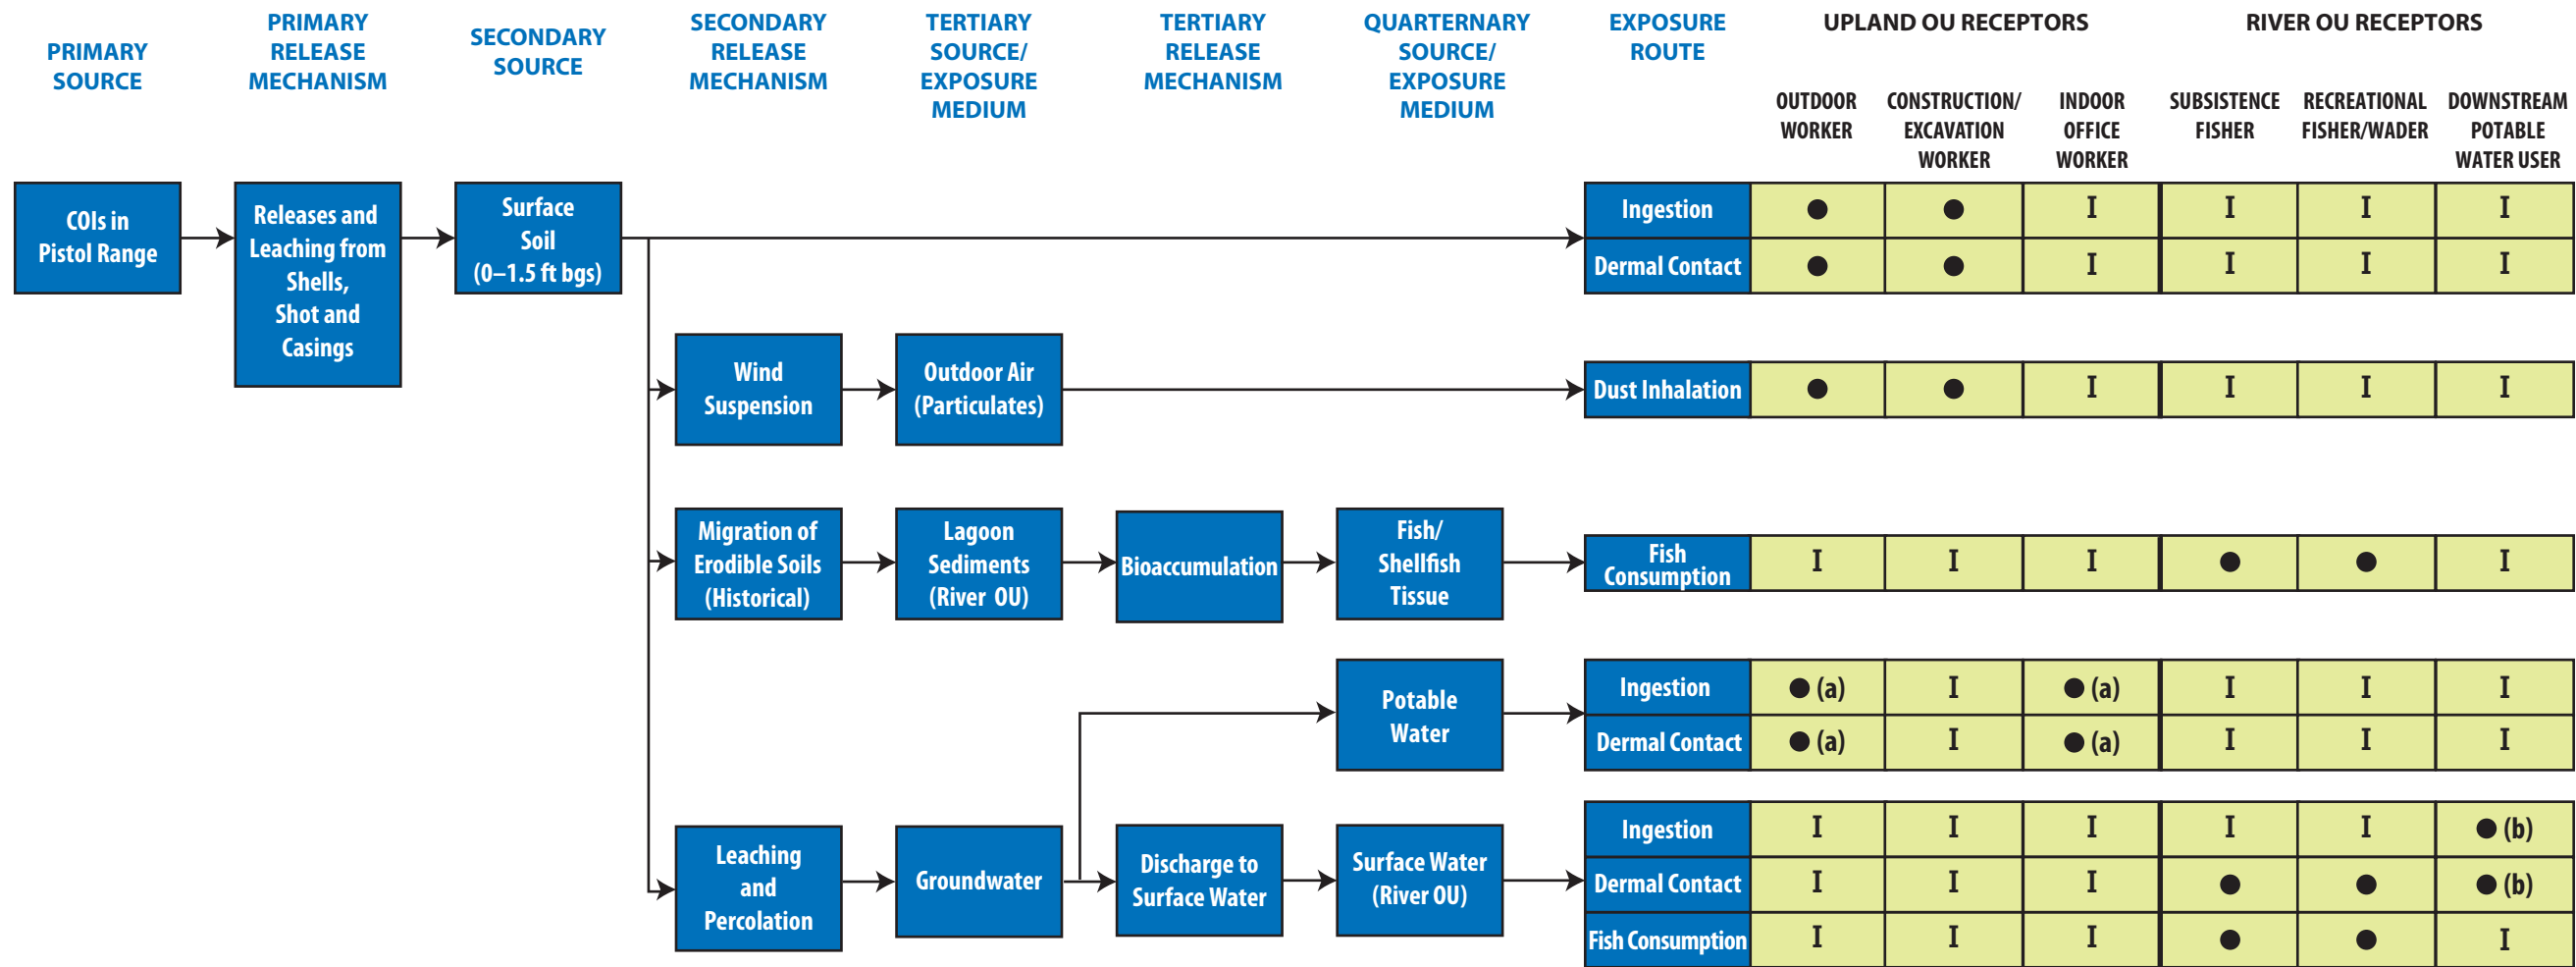 PRIMARY
SOURCE
PRIMARY
RELEASE
MECHANISM
SECONDARY
SOURCE
SECONDARY
RELEASE
MECHANISM
TERTIARY
SOURCE/
EXPOSURE
MEDIUM
TERTIARY
RELEASE
MECHANISM
QUARTERNARY
SOURCE/
EXPOSURE
MEDIUM
EXPOSURE
ROUTE
UPLAND OU RECEPTORS
RIVER OU RECEPTORS
OUTDOOR
WORKER
CONSTRUCTION/
EXCAVATION
WORKER
INDOOR
OFFICE
WORKER
SUBSISTENCE
FISHER
RECREATIONAL
FISHER/WADER
DOWNSTREAM
POTABLE
WATER USER
COIs in
Pistol Range
Releases and
Leaching from
Shells,
Shot and
Casings
Surface
Soil
(0–1.5 ft bgs)
Ingestion ● ● I I I I
Dermal Contact ● ● I I I I
Wind
Suspension
Outdoor Air
(Particulates)
Dust Inhalation ● ● I I I I
Migration of
Erodible Soils
(Historical)
Lagoon
Sediments
(River OU)
Bioaccumulation
Fish/
Shellfish
Tissue
Fish
Consumption
I I I ● ● I
Potable
Water
Ingestion ● (a) I ● (a) I I I
Dermal Contact ● (a) I ● (a) I I I
Leaching
and
Percolation
Groundwater
Discharge to
Surface Water
Surface Water
(River OU)
Ingestion I I I I I ● (b)
Dermal Contact I I I ● ● ● (b)
Fish Consumption I I I ● ● I